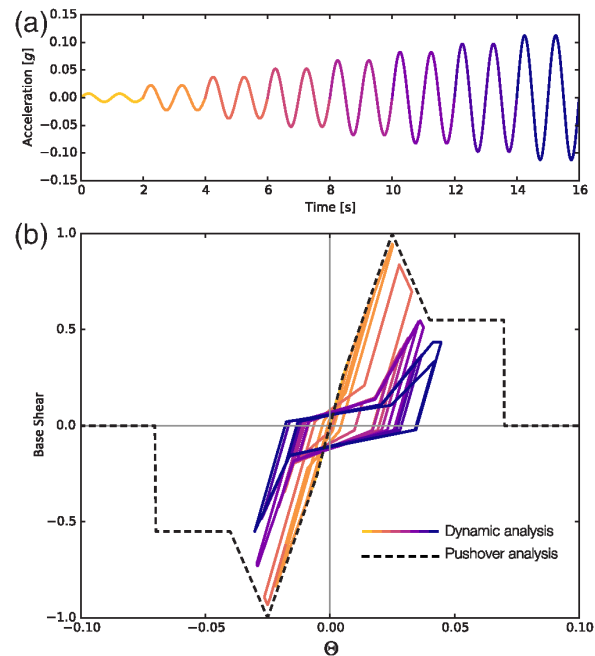 (a)
0.15
0.10
0.05
0.00
−0.05
−0.10
−0.15
Acceleration [g]
0 2 4 6 8 10 12 14 16
Time [s]
(b)
1.0
0.5
0.0
−0.5
−1.0
Base Shear
Dynamic analysis
Pushover analysis
−0.10 −0.05 0.00 0.05 0.10
Θ